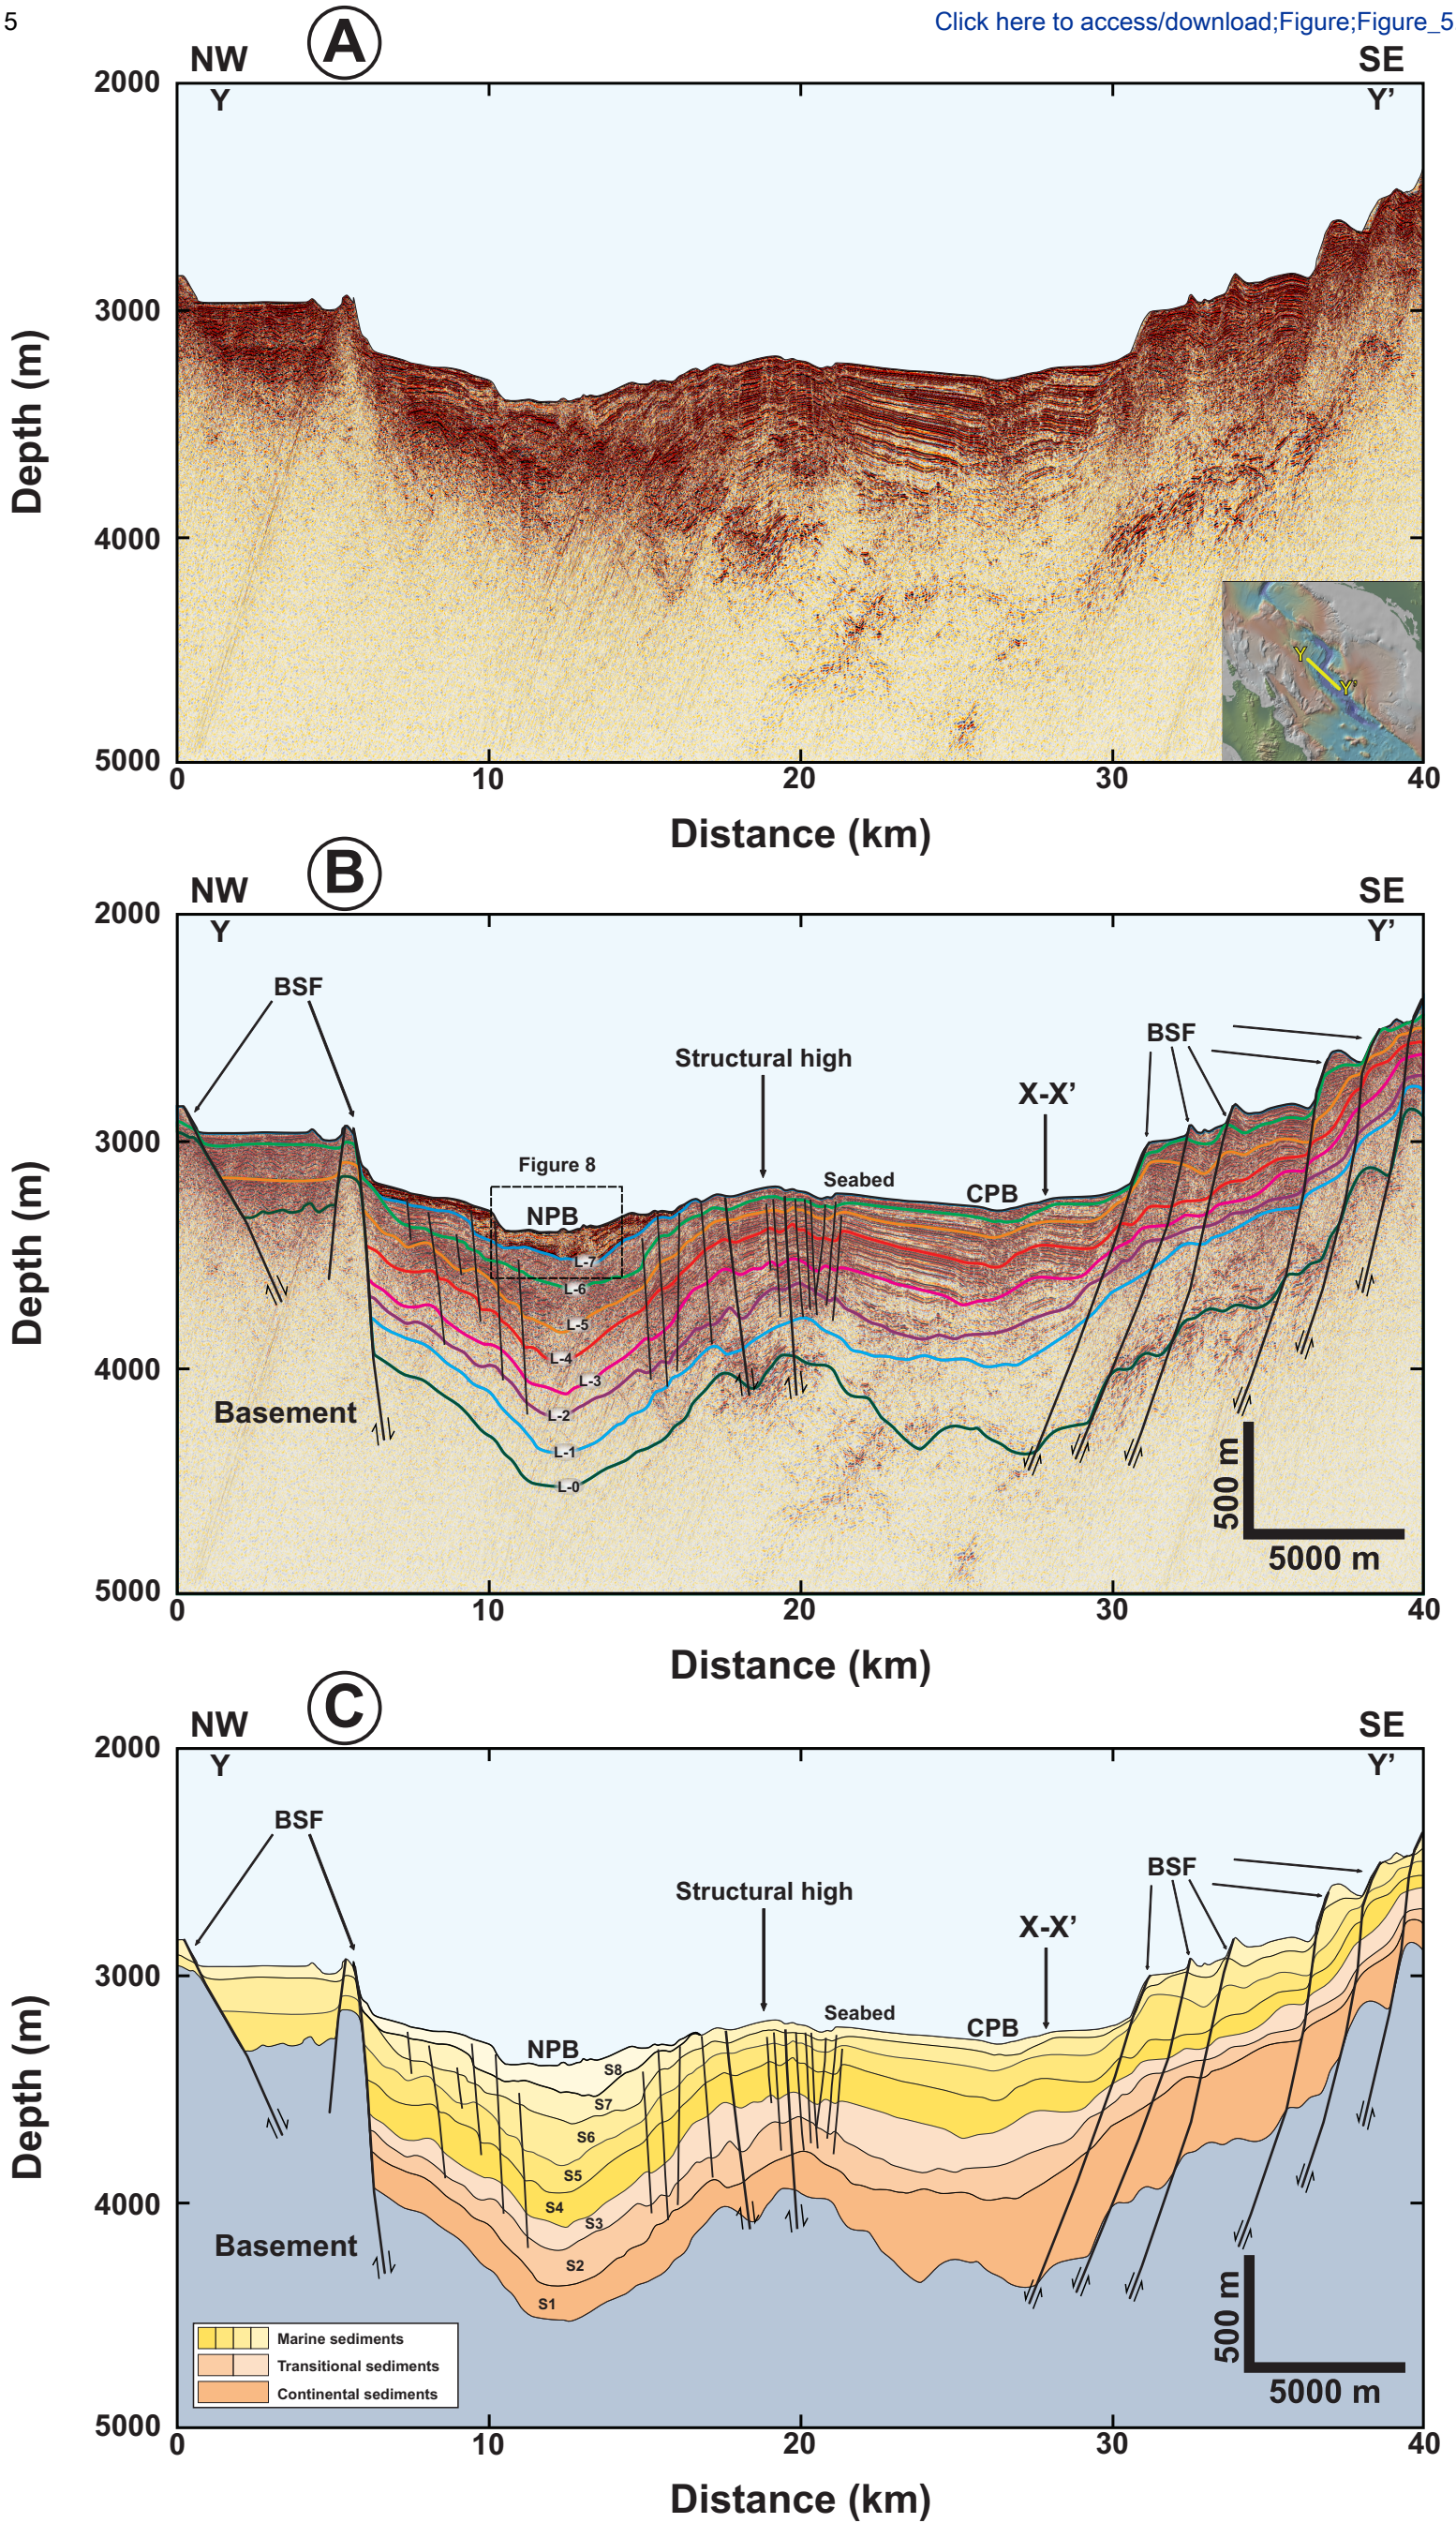 5
Click here to access/download;Figure;Figure_5
A
NW
SE
Y
Y'
2000
3000
4000
5000
Depth (m)
Y
Y'
0
10
20
30
40
Distance (km)
B
NW
SE
Y
Y’
2000
3000
4000
5000
Depth (m)
BSF
BSF
Structural high
X-X’
Figure 8
Seabed
NPB
CPB
L-7
L-6
L-5
L-4
L-3
L-2
L-1
L-0
Basement
500 m
5000 m
0
10
20
30
40
Distance (km)
C
NW
SE
Y
Y’
2000
3000
4000
5000
Depth (m)
BSF
BSF
Structural high
X-X’
Seabed
NPB
CPB
S8
S7
S6
S5
S4
S3
S2
S1
Basement
500 m
5000 m
Marine sediments
Transitional sediments
Continental sediments
0
10
20
30
40
Distance (km)